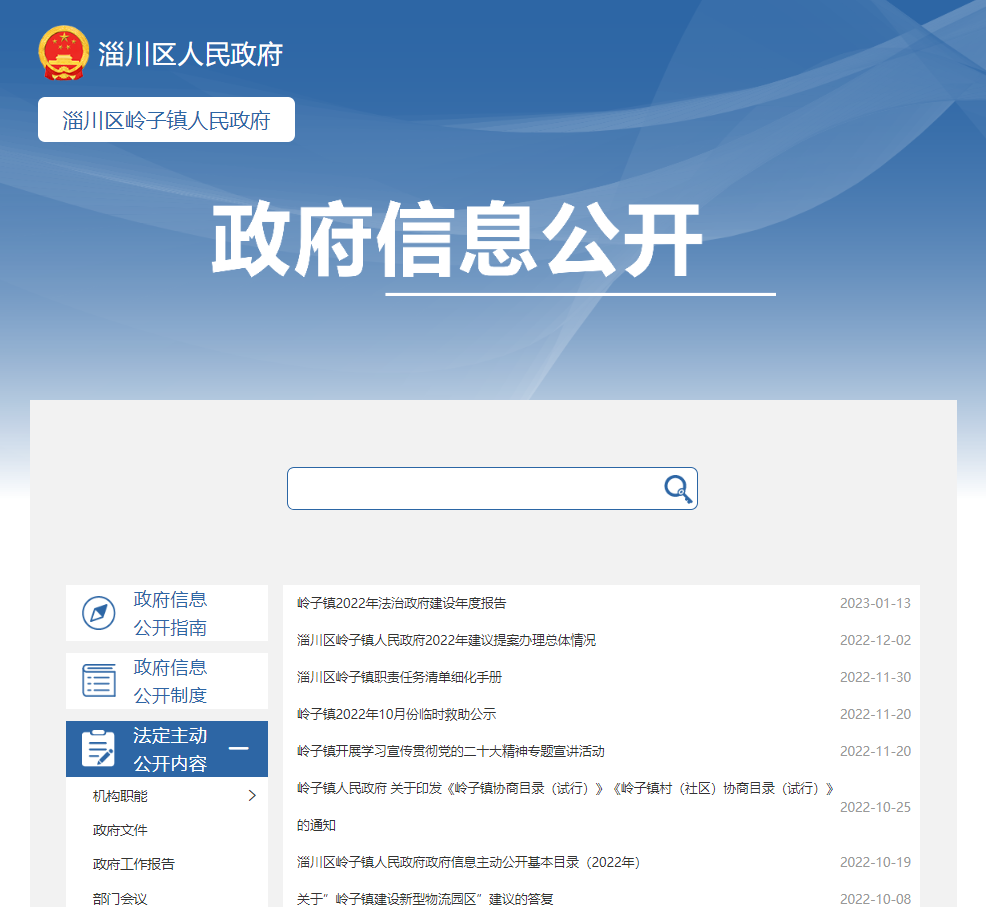 淄川区人民政府
淄川区岭子镇人民政府
政府信息公开
政府信息
公开指南
政府信息
公开制度
法定主动
公开内容
机构职能
政府文件
政府工作报告
部门会议
岭子镇2022年法治政府建设年度报告 2023-01-13
淄川区岭子镇人民政府2022年建议提案办理总体情况 2022-12-02
淄川区岭子镇职责任务清单细化手册 2022-11-30
岭子镇2022年10月份临时救助公示 2022-11-20
岭子镇开展学习宣传贯彻党的二十大精神专题宣讲活动 2022-11-20
岭子镇人民政府 关于印发《岭子镇协商目录（试行）》《岭子镇村（社区）协商目录（试行）》
的通知 2022-10-25
淄川区岭子镇人民政府政府信息主动公开基本目录（2022年） 2022-10-19
关于”岭子镇建设新型物流园区”建议的答复 2022-10-08